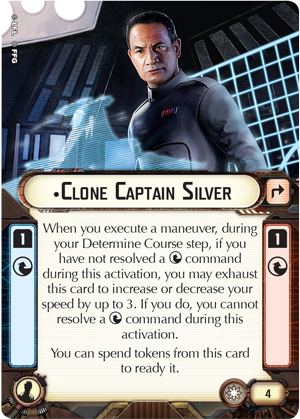 © LFL · © FFG
•Clone Captain Silver
1
1
When you execute a maneuver, during
your Determine Course step, if you
have not resolved a command
during this activation, you may exhaust
this card to increase or decrease your
speed by up to 3. If you do, you cannot
resolve a command during this
activation.
You can spend tokens from this card
to ready it.
4